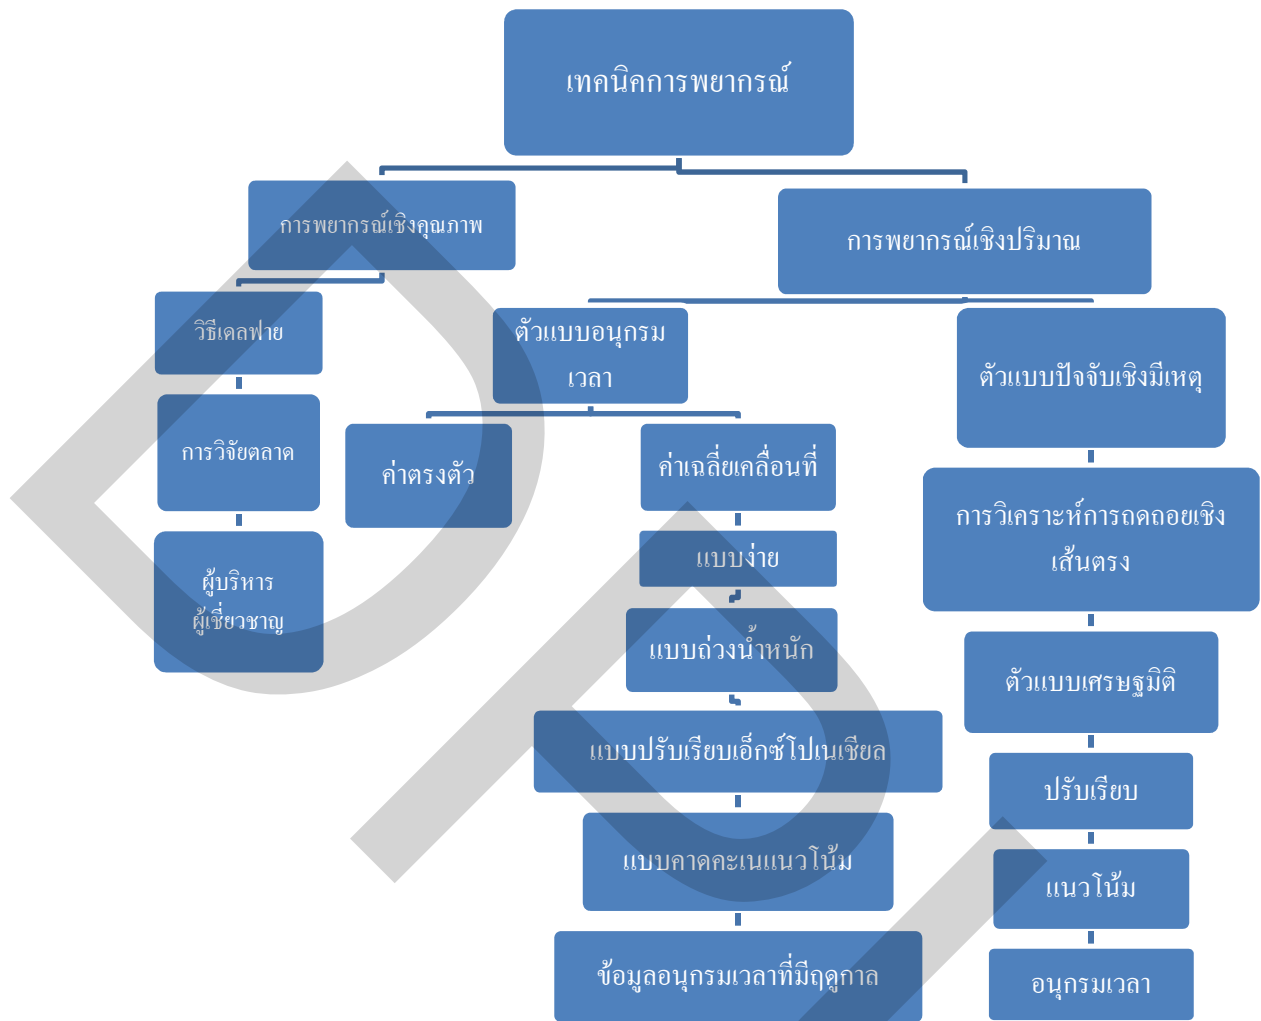 เทคนิคการพยากรณ์
การพยากรณ์เชิงคุณภาพ
การพยากรณ์เชิงปริมาณ
วิธีเดลฟาย
การวิจัยตลาด
ผู้บริหาร
ผู้เชี่ยวชาญ
ตัวแบบอนุกรม
เวลา
ค่าตรงตัว
ค่าเฉลี่ยเคลื่อนที่
แบบง่าย
แบบถ่วงน้ำหนัก
แบบปรับเรียบเอ็กซ์โปเนเชียล
แบบคาดคะเนแนวโน้ม
ข้อมูลอนุกรมเวลาที่มีฤดูกาล
ตัวแบบปัจจับเชิงมีเหตุ
การวิเคราะห์การถดถอยเชิง
เส้นตรง
ตัวแบบเศรษฐมิติ
ปรับเรียบ
แนวโน้ม
อนุกรมเวลา